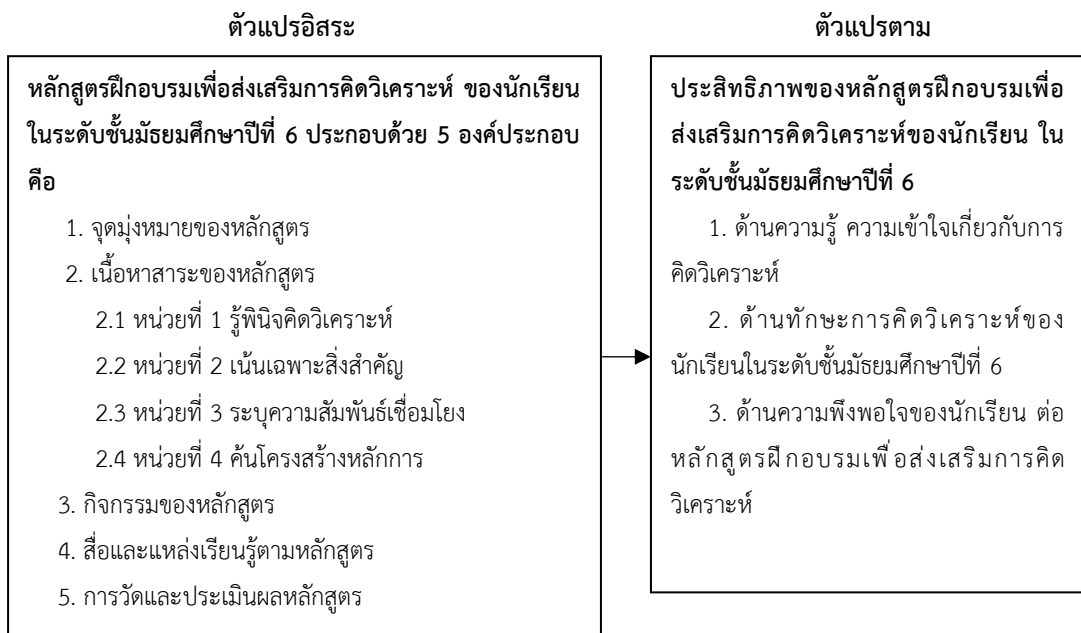 ตัวแปรอิสระ
หลักสูตรฝึกอบรมเพื่อส่งเสริมการคิดวิเคราะห์ ของนักเรียน
ในระดับชั้นมัธยมศึกษาปีที่ 6 ประกอบด้วย 5 องค์ประกอบ
คือ
1. จุดมุ่งหมายของหลักสูตร
2. เนื้อหาสาระของหลักสูตร
2.1 หน่วยที่ 1 รู้พินิจคิดวิเคราะห์
2.2 หน่วยที่ 2 เน้นเฉพาะสิ่งสำคัญ
2.3 หน่วยที่ 3 ระบุความสัมพันธ์เชื่อมโยง
2.4 หน่วยที่ 4 ค้นโครงสร้างหลักการ
3. กิจกรรมของหลักสูตร
4. สื่อและแหล่งเรียนรู้ตามหลักสูตร
5. การวัดและประเมินผลหลักสูตร
ตัวแปรตาม
ประสิทธิภาพของหลักสูตรฝึกอบรมเพื่อ
ส่งเสริมการคิดวิเคราะห์ของนักเรียน ใน
ระดับชั้นมัธยมศึกษาปีที่ 6
1. ด้านความรู้ ความเข้าใจเกี่ยวกับการ
คิดวิเคราะห์
2. ด้านทักษะการคิดวิเคราะห์ของ
นักเรียนในระดับชั้นมัธยมศึกษาปีที่ 6
3. ด้านความพึงพอใจของนักเรียน ต่อ
หลักสูตรฝึกอบรมเพื่อส่งเสริมการคิด
วิเคราะห์